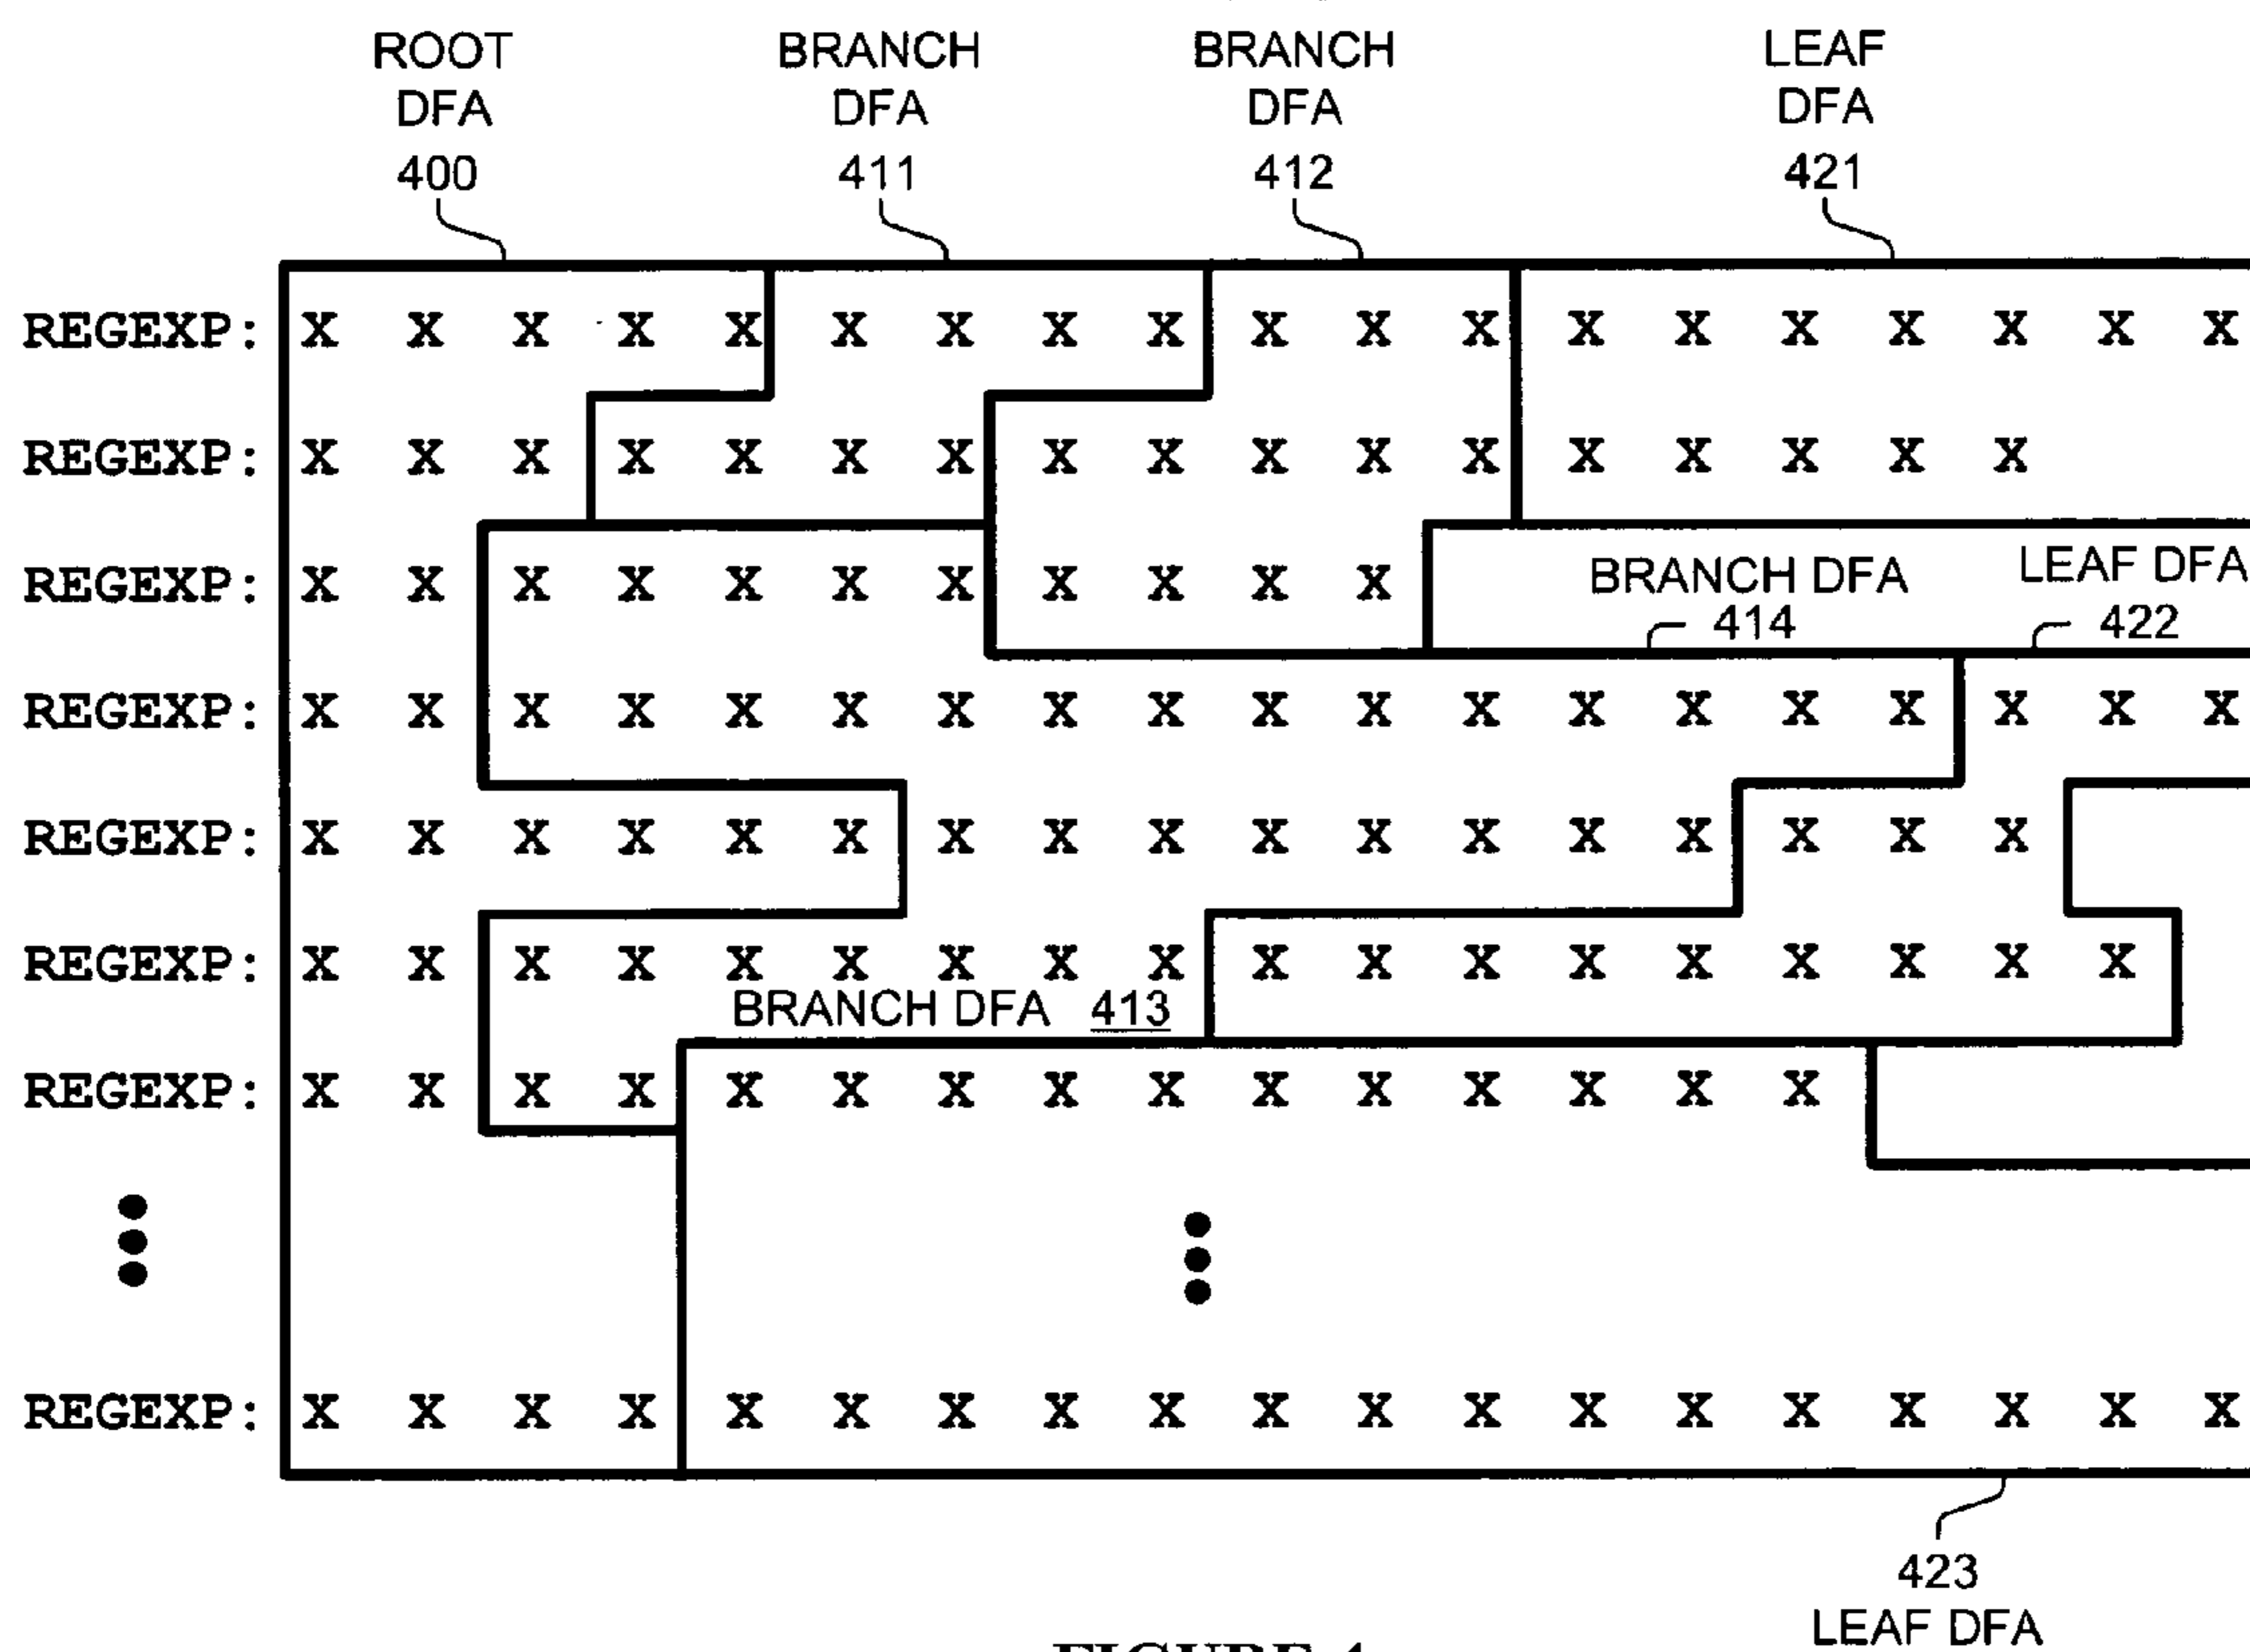 ROOT DFA 400
BRANCH DFA 411
BRANCH DFA 412
LEAF DFA 421
REGEXP: X X X X X X X X X X X X X X X X X X X
REGEXP: X X X X X X X X X X X X X X X X X
REGEXP: X X X X X X X X X X X
BRANCH DFA 414
LEAF DFA 422
REGEXP: X X X X X X X X X X X X X X X X X X X
REGEXP: X X X X X X X X X X X X X X X X X
REGEXP: X X X X X X X X X X X X X X X X X X
BRANCH DFA 413
REGEXP: X X X X X X X X X X X X X X X
REGEXP: X X X X X X X X X X X X X X X X X X X
423
LEAF DFA